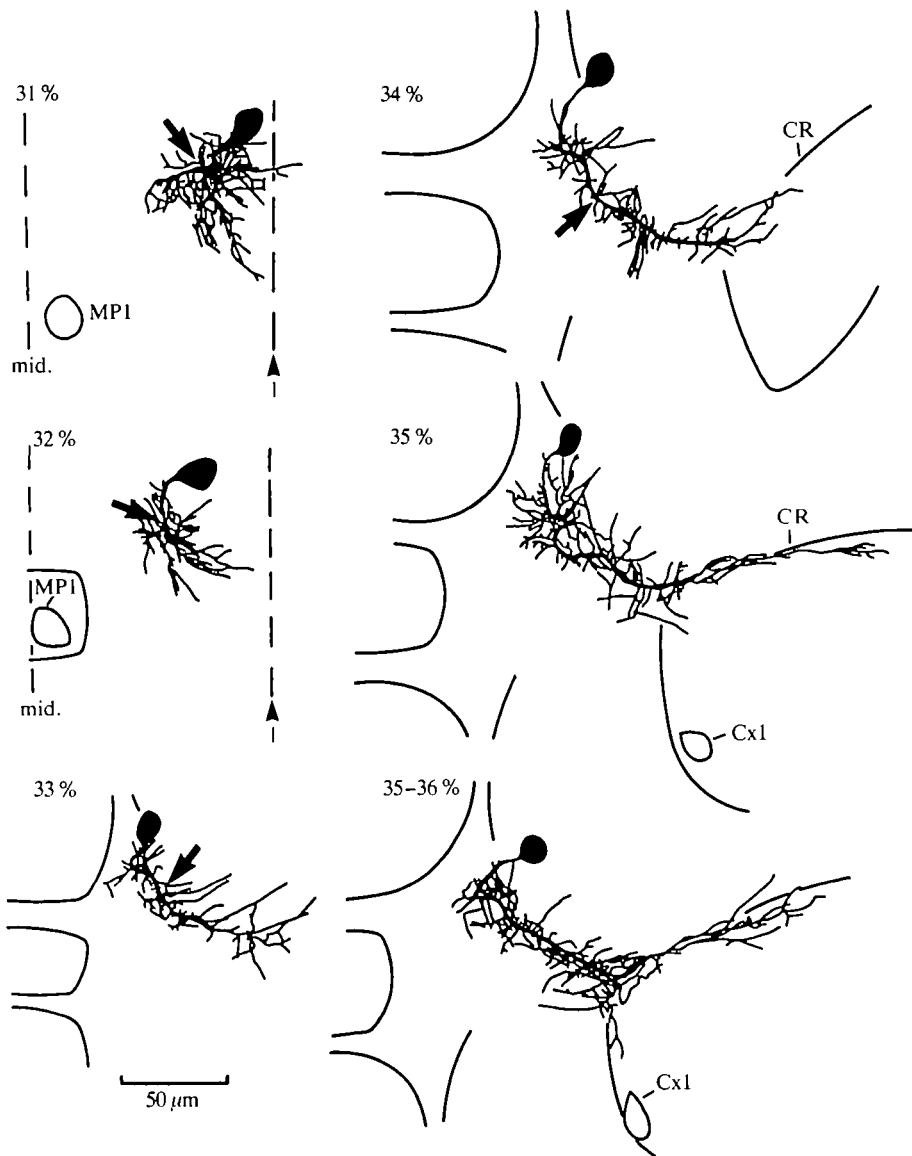 31 %
MP1
mid.
32 %
MP1
mid.
33 %
50 μm
34 %
CR
35 %
CR
Cx1
35–36 %
Cx1